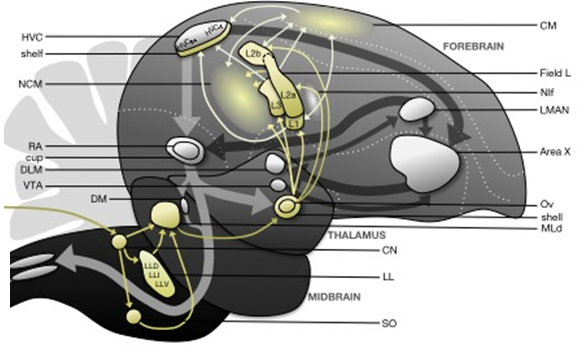 HVC
shelf
NCM
RA
cup
DLM
VTA
DM
L2b
L2a
L3
L1
LLD
LLI
LLV
FOREBRAIN
THALAMUS
MIDBRAIN
CM
Field L
NIf
LMAN
Area X
Ov
shell
MLd
CN
LL
SO